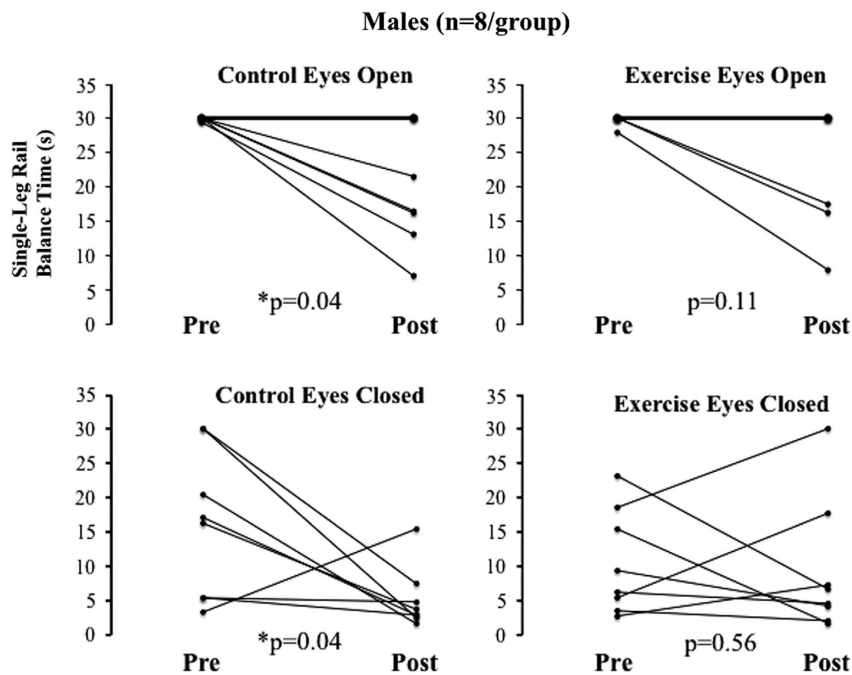 Males (n=8/group)
Single-Leg Rail
Balance Time (s)
Control Eyes Open
35
30
25
20
15
10
5
0
*p=0.04
Pre
Post
Exercise Eyes Open
35
30
25
20
15
10
5
0
p=0.11
Pre
Post
Control Eyes Closed
35
30
25
20
15
10
5
0
*p=0.04
Pre
Post
Exercise Eyes Closed
35
30
25
20
15
10
5
0
p=0.56
Pre
Post